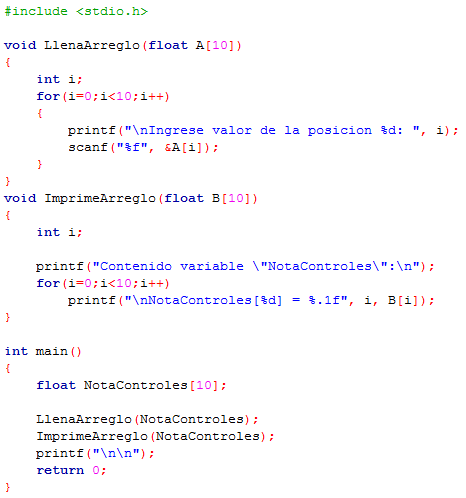 #include <stdio.h>
void LlenaArreglo(float A[10])
{
int i;
for(i=0;i<10;i++)
{
printf("\nIngrese valor de la posicion %d: ", i);
scanf("%f", &A[i]);
}
}
void ImprimeArreglo(float B[10])
{
int i;
printf("Contenido variable \"NotaControles\":\n");
for(i=0;i<10;i++)
printf("\nNotaControles[%d] = %.1f", i, B[i]);
}
int main()
{
float NotaControles[10];
LlenaArreglo(NotaControles);
ImprimeArreglo(NotaControles);
printf("\n\n");
return 0;
}